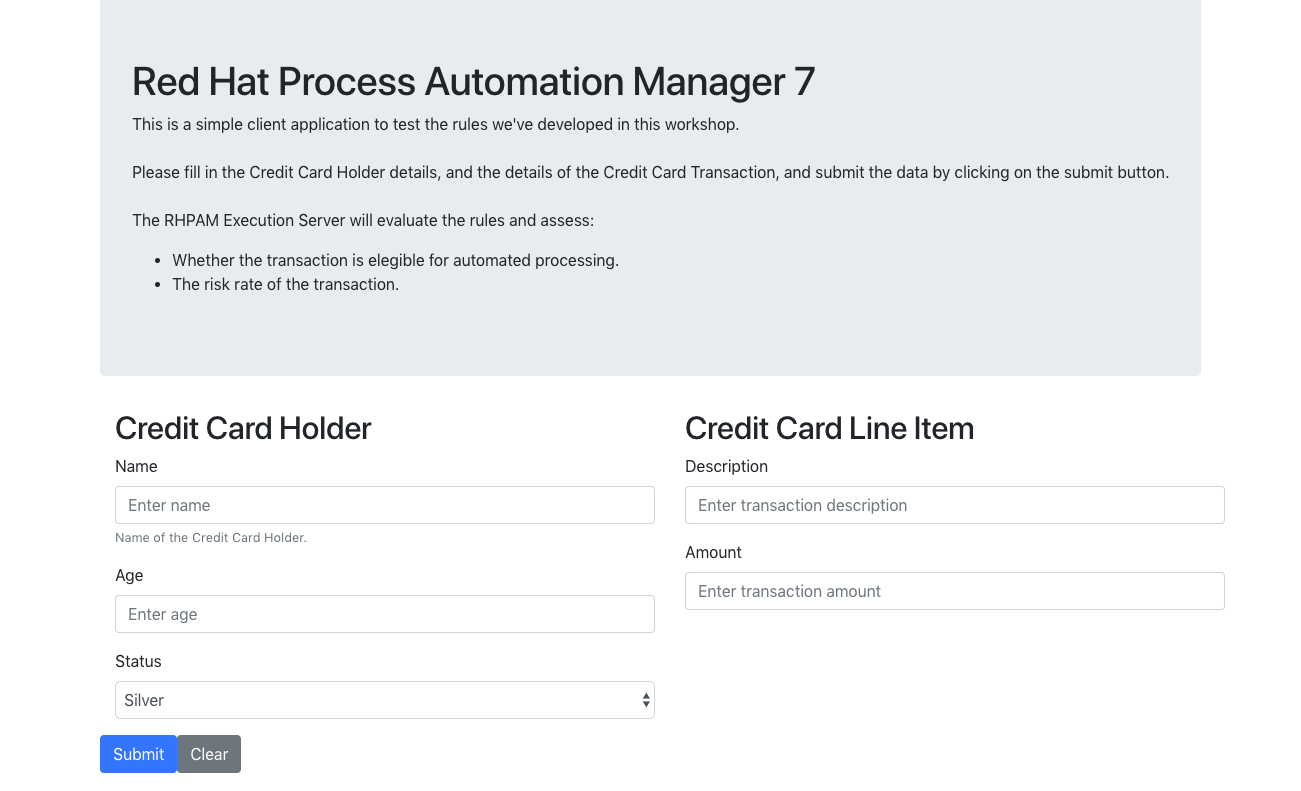 Red Hat Process Automation Manager 7
This is a simple client application to test the rules we've developed in this workshop.
Please fill in the Credit Card Holder details, and the details of the Credit Card Transaction, and submit the data by clicking on the submit button.
The RHPAM Execution Server will evaluate the rules and assess:
• Whether the transaction is elegible for automated processing.
• The risk rate of the transaction.
Credit Card Holder
Name
Enter name
Name of the Credit Card Holder.
Age
Enter age
Status
Silver
Credit Card Line Item
Description
Enter transaction description
Amount
Enter transaction amount
Submit
Clear